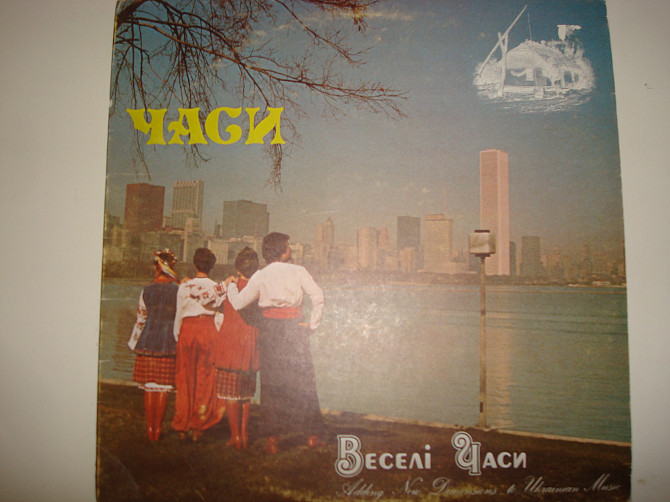 ЧАСИ
Веселі Часи
Adding New Dimensions to Ukrainian Music